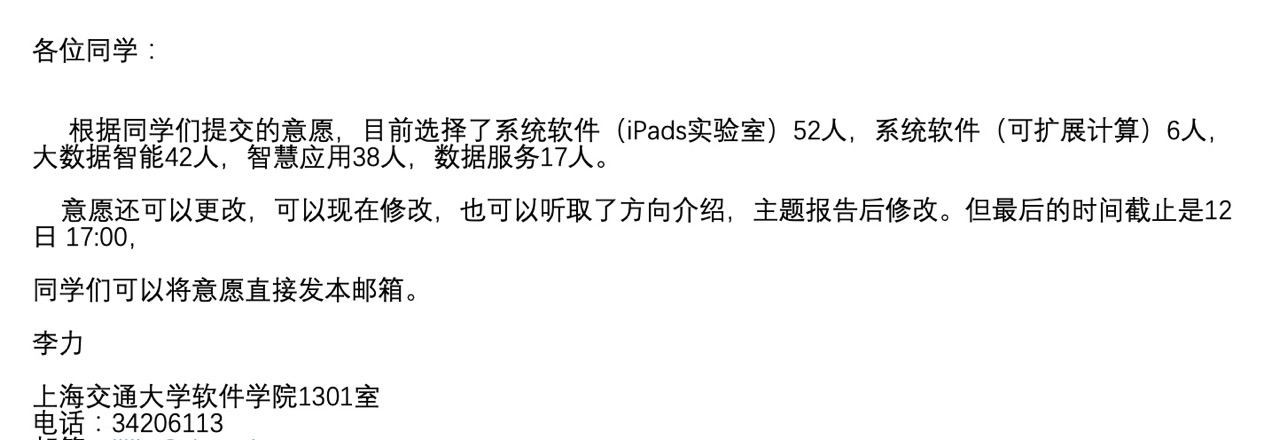 各位同学：
根据同学们提交的意愿，目前选择了系统软件（iPads实验室）52人，系统软件（可扩展计算）6人，
大数据智能42人，智慧应用38人，数据服务17人。
意愿还可以更改，可以现在修改，也可以听取了方向介绍，主题报告后修改。但最后的时间截止是12
日 17:00,
同学们可以将意愿直接发本邮箱。
李力
上海交通大学软件学院1301室
电话：34206113